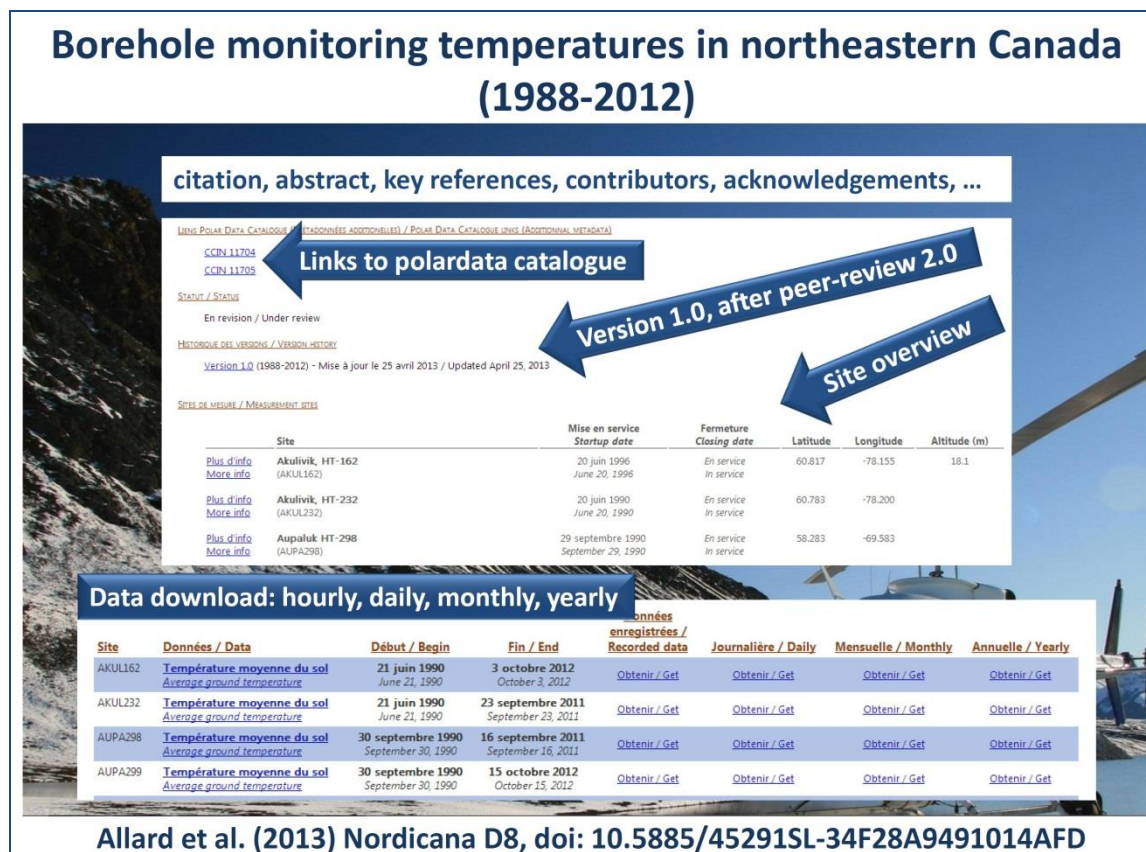 Borehole monitoring temperatures in northeastern Canada
(1988-2012)
citation, abstract, key references, contributors, acknowledgements, ...
LIENS POLAR DATA CATALOGUE MÉTADONNÉES ADDITIONELLES) / POLAR DATA CATALOGUE LINKS (ADDITIONNAL METADATA)
CCIN 11704
CCIN 11705
Links to polardata catalogue
STATUT / STATUS
En revision / Under review
Version 1.0, after peer-review 2.0
HISTORIQUE DES VERSIONS / VERSION HISTORY
Version 1.0 (1988-2012) - Mise à jour le 25 avril 2013 / Updated April 25, 2013
Site overview
SITES DE MESURE / MEASUREMENT SITES
Site Mise en service Startup date Fermeture Closing date Latitude Longitude Altitude (m)
Plus d'info Akulivik, HT-162 20 juin 1996 En service 60.817 -78.155 18.1
More info (AKUL162) June 20, 1996 In service
Plus d'info Akulivik, HT-232 20 juin 1990 En service 60.783 -78.200
More info (AKUL232) June 20, 1990 In service
Plus d'info Aupaluk HT-298 29 septembre 1990 En service 58.283 -69.583
More info (AUPA298) September 29, 1990 In service
Data download: hourly, daily, monthly, yearly
Site Données / Data Début / Begin Fin / End Données enregistrées / Recorded data Journalière / Daily Mensuelle / Monthly Annuelle / Yearly
AKUL162 Température moyenne du sol 21 juin 1990 3 octobre 2012 Obtenir / Get Obtenir / Get Obtenir / Get Obtenir / Get
Average ground temperature June 21, 1990 October 3, 2012
AKUL232 Température moyenne du sol 21 juin 1990 23 septembre 2011 Obtenir / Get Obtenir / Get Obtenir / Get Obtenir / Get
Average ground temperature June 21, 1990 September 23, 2011
AUPA298 Température moyenne du sol 30 septembre 1990 16 septembre 2011 Obtenir / Get Obtenir / Get Obtenir / Get Obtenir / Get
Average ground temperature September 30, 1990 September 16, 2011
AUPA299 Température moyenne du sol 30 septembre 1990 15 octobre 2012 Obtenir / Get Obtenir / Get Obtenir / Get Obtenir / Get
Average ground temperature September 30, 1990 October 15, 2012
Allard et al. (2013) Nordicana D8, doi: 10.5885/45291SL-34F28A9491014AFD